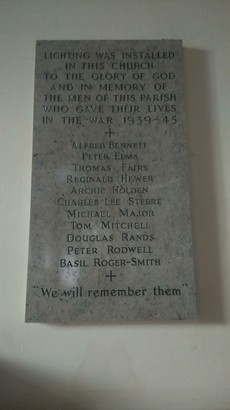 LIGHTING WAS INSTALLED
IN THIS CHURCH
TO THE GLORY OF GOD
AND IN MEMORY OF
THE MEN OF THIS PARISH
WHO GAVE THEIR LIVES
IN THE WAR 1939-45
ALFRED BENNETT
PETER ELMS
THOMAS FAIRS
REGINALD HEWER
ARCHIE HOLDEN
CHARLES LEE STEERE
MICHAEL MAJOR
TOM MITCHELL
DOUGLAS RANDS
PETER RODWELL
BASIL ROGER-SMITH
"We will remember them"